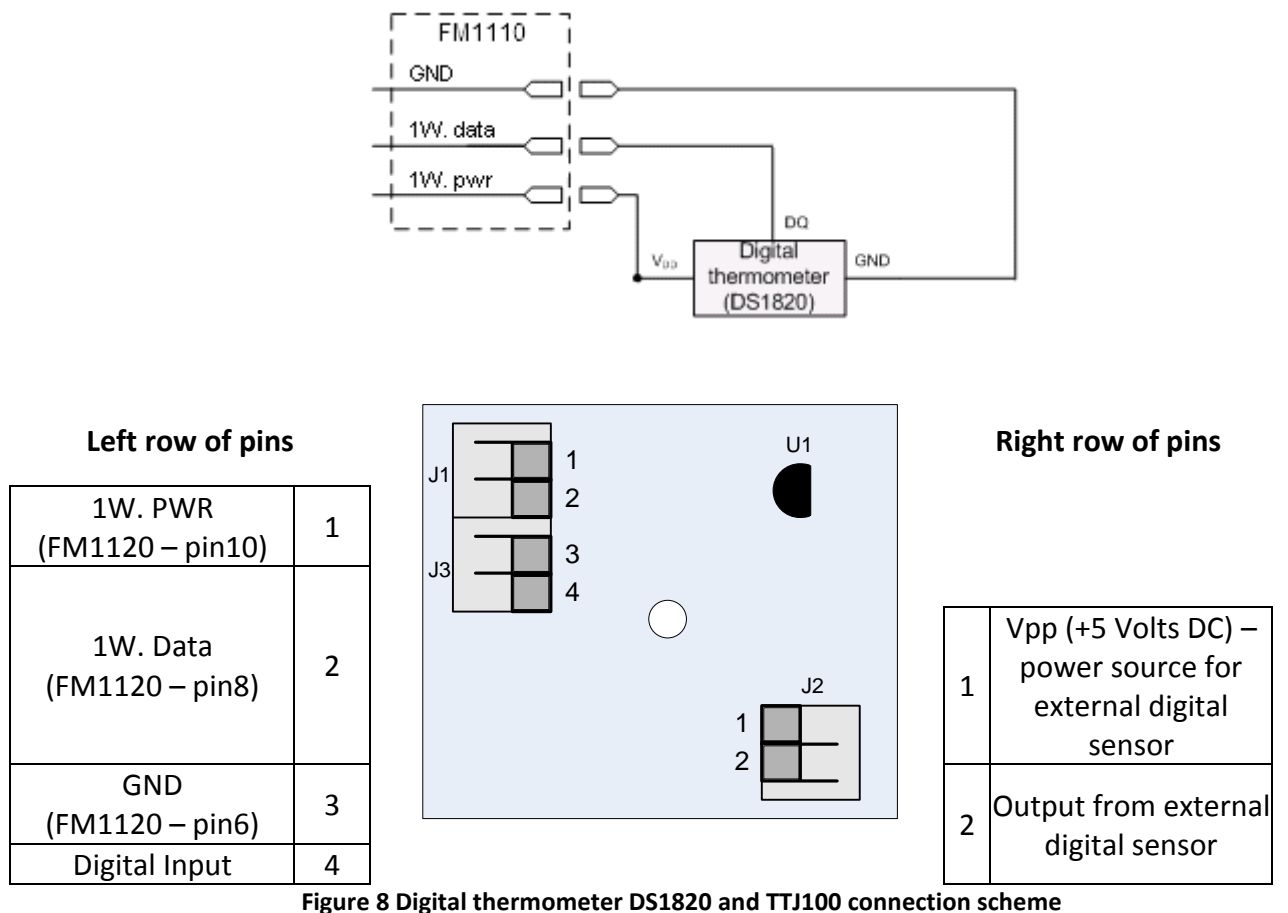 FM1110
GND
1W. data
1W. pwr
DQ
Digital
thermometer
(DS1820)
VDD
GND
Left row of pins
1W. PWR
(FM1120 – pin10)
1
1W. Data
(FM1120 – pin8)
2
GND
(FM1120 – pin6)
3
Digital Input
4
J1
1
2
J3
3
4
U1
J2
1
2
Right row of pins
1
Vpp (+5 Volts DC) –
power source for
external digital
sensor
2
Output from external
digital sensor
Figure 8 Digital thermometer DS1820 and TTJ100 connection scheme